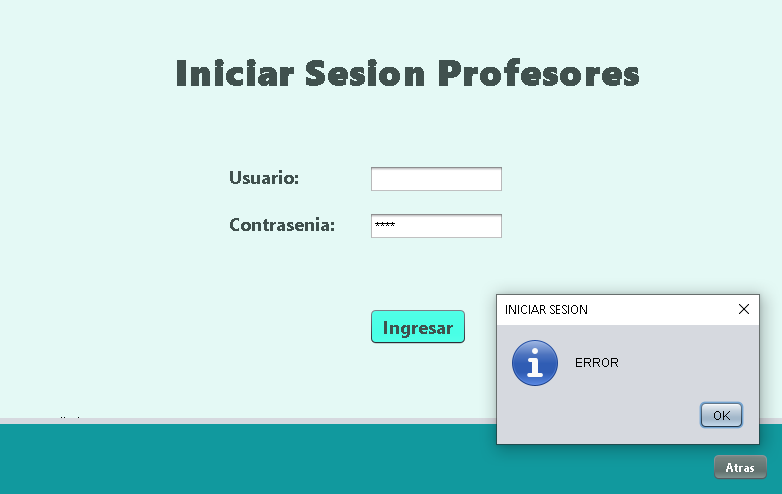 Iniciar Sesion Profesores
Usuario:
Contrasenia:
****
Ingresar
INICIAR SESION
ERROR
OK
Atras